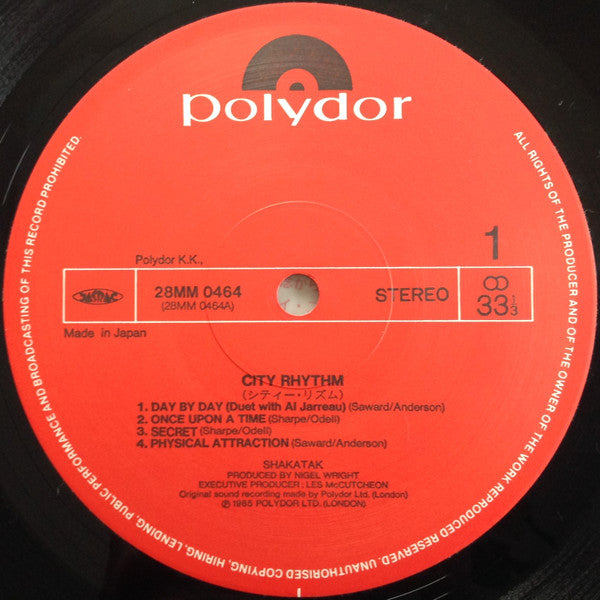 polydor
Polydor K.K.,
28MM 0464
(28MM 0464A)
STEREO
1
33 1/3
Made in Japan
CITY RHYTHM
(シティー・リズム)
1. DAY BY DAY (Duet with Al Jarreau) (Saward/Anderson)
2. ONCE UPON A TIME (Sharpe/Odell)
3. SECRET (Sharpe/Odell)
4. PHYSICAL ATTRACTION (Saward/Anderson)
SHAKATAK
PRODUCED BY NIGEL WRIGHT
EXECUTIVE PRODUCER : LES McCUTCHEON
Original sound recording made by Polydor Ltd. (London)
℗ 1985 POLYDOR LTD. (LONDON)
ALL RIGHTS OF THE PRODUCER AND OF THE OWNER OF THE WORK REPRODUCED RESERVED. UNAUTHORISED COPYING, HIRING, LENDING, PUBLIC PERFORMANCE AND BROADCASTING OF THIS RECORD PROHIBITED.